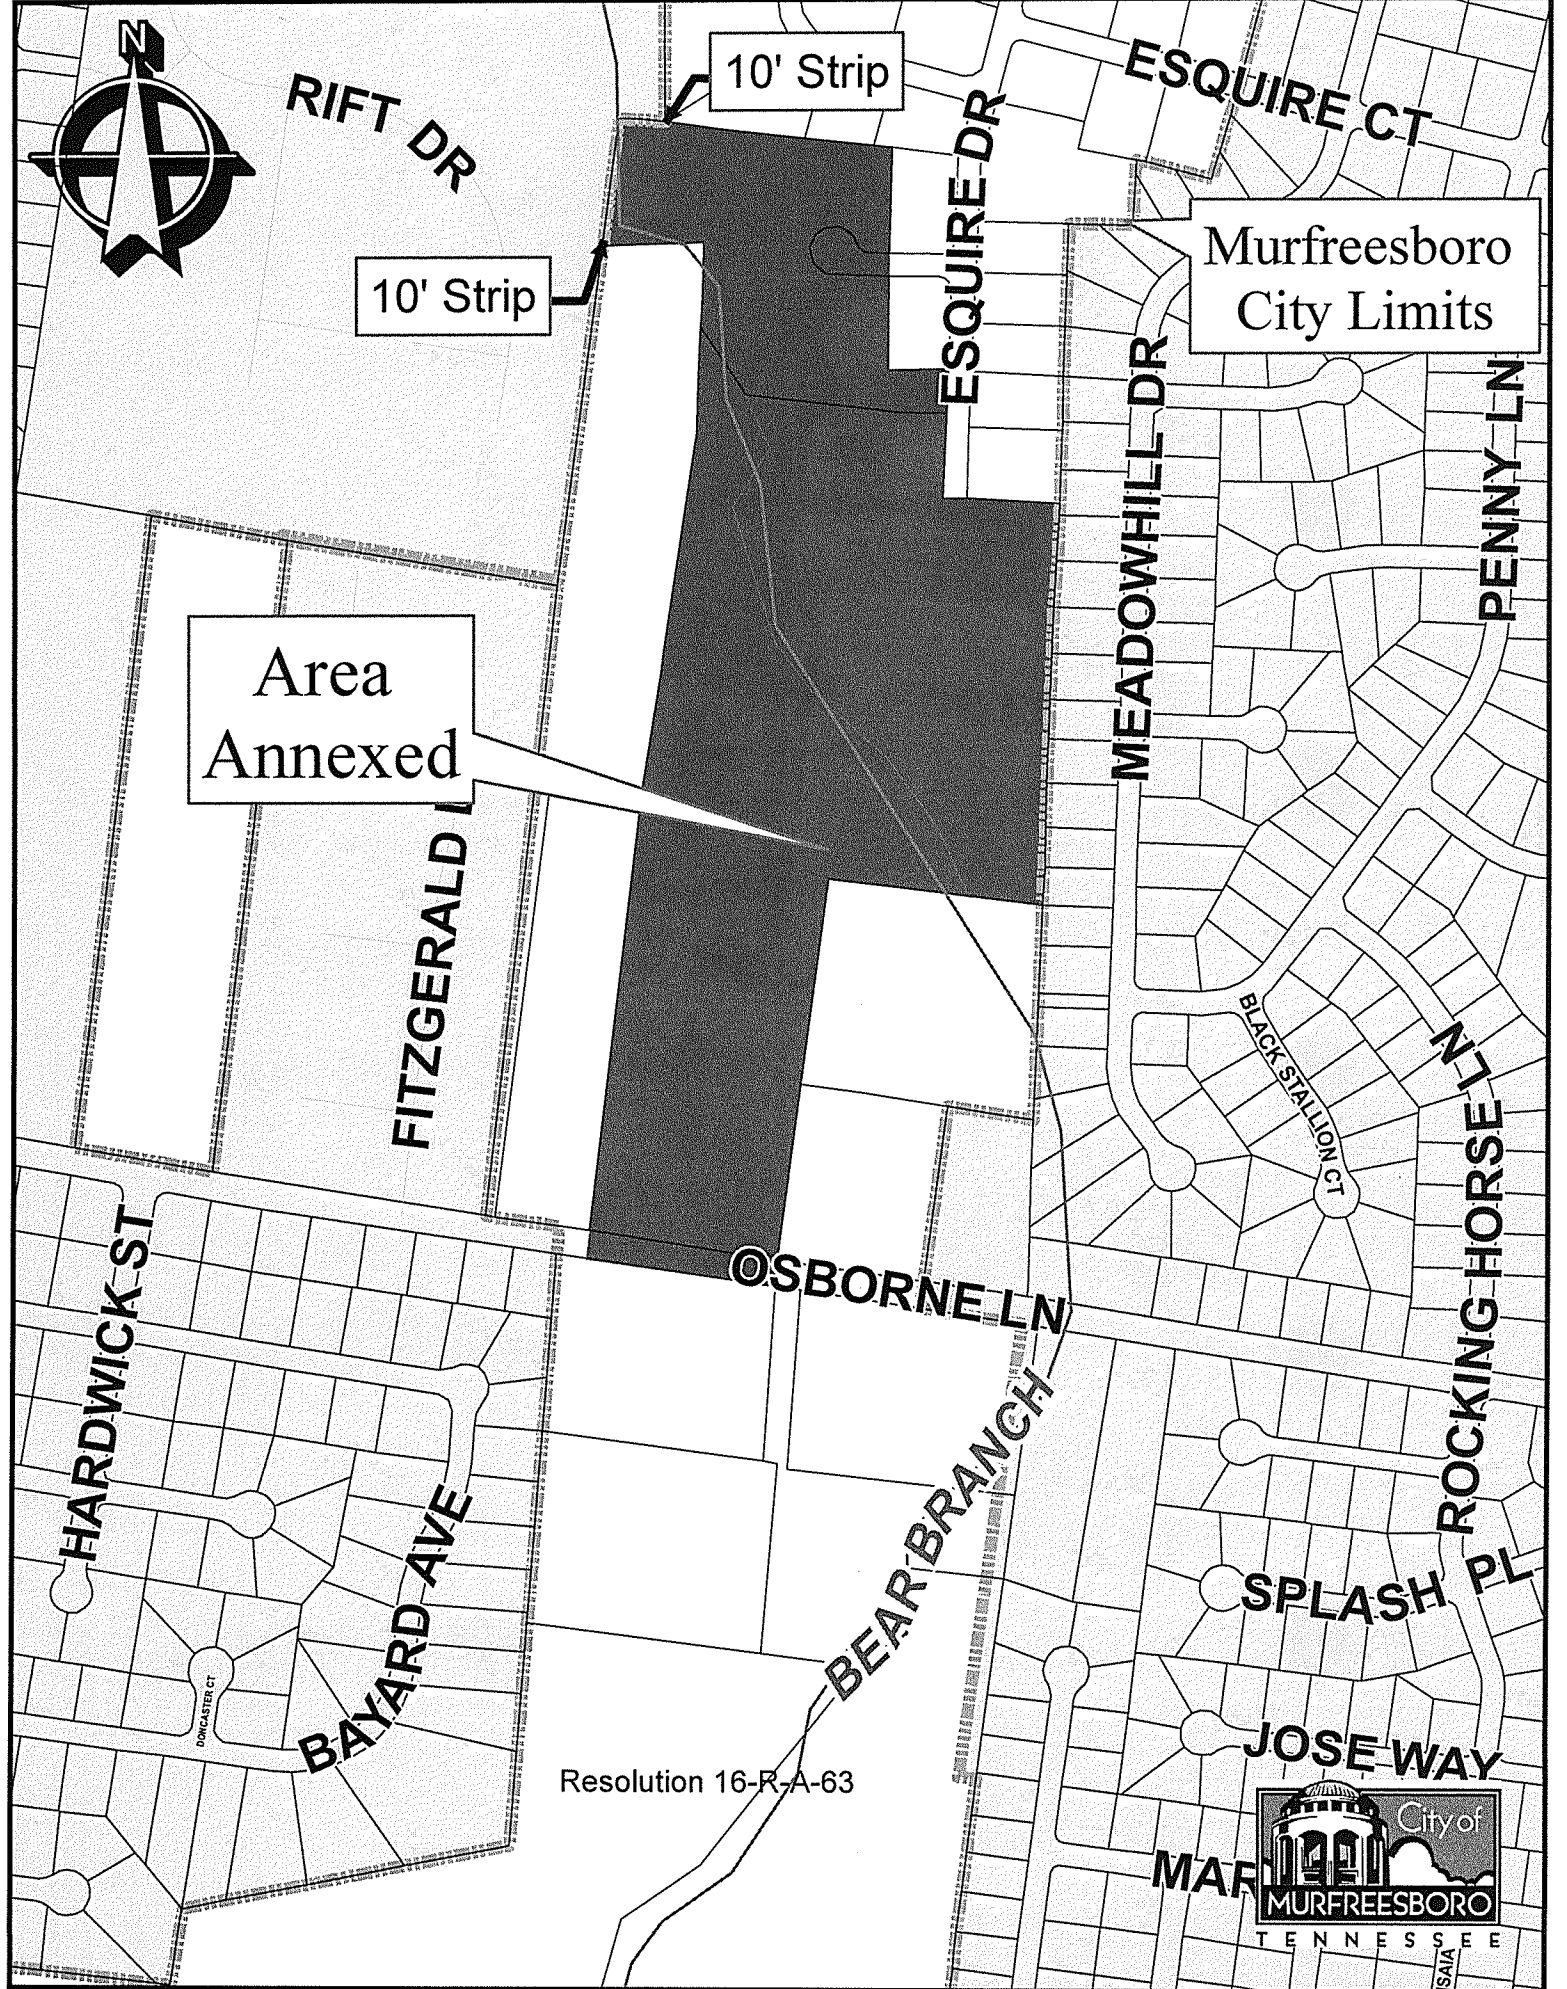 N
RIFT DR
10' Strip
ESQUIRE CT
ESQUIRE DR
10' Strip
Murfreesboro
City Limits
MEADOWHILL DR
PENNY LN
Area
Annexed
FITZGERALD
BLACK STALLION CT
ROCKING HORSE LN
OSBORNE LN
HARDWICK ST
BAYARD AVE
BEAR BRANCH
SPLASH PL
DONCASTER CT
JOSE WAY
Resolution 16-R-A-63
City of
MURFREESBORO
TENNESSEE